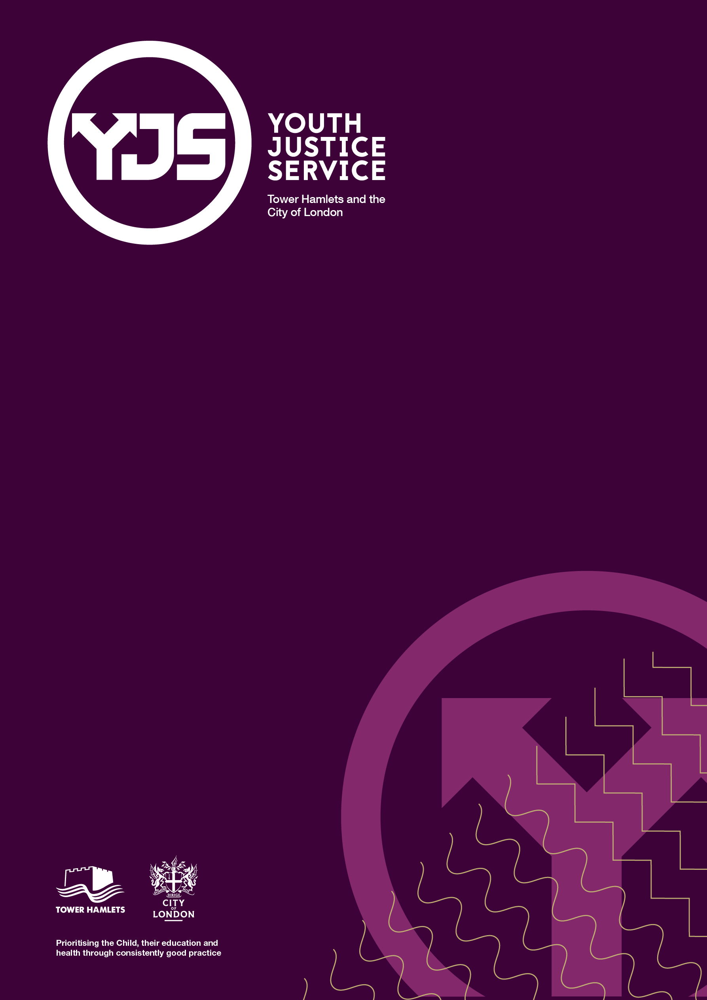 YJS
YOUTH
JUSTICE
SERVICE
Tower Hamlets and the
City of London
DOMINE DIRIGE NOS
TOWER HAMLETS
CITY
OF
LONDON
Prioritising the Child, their education and
health through consistently good practice